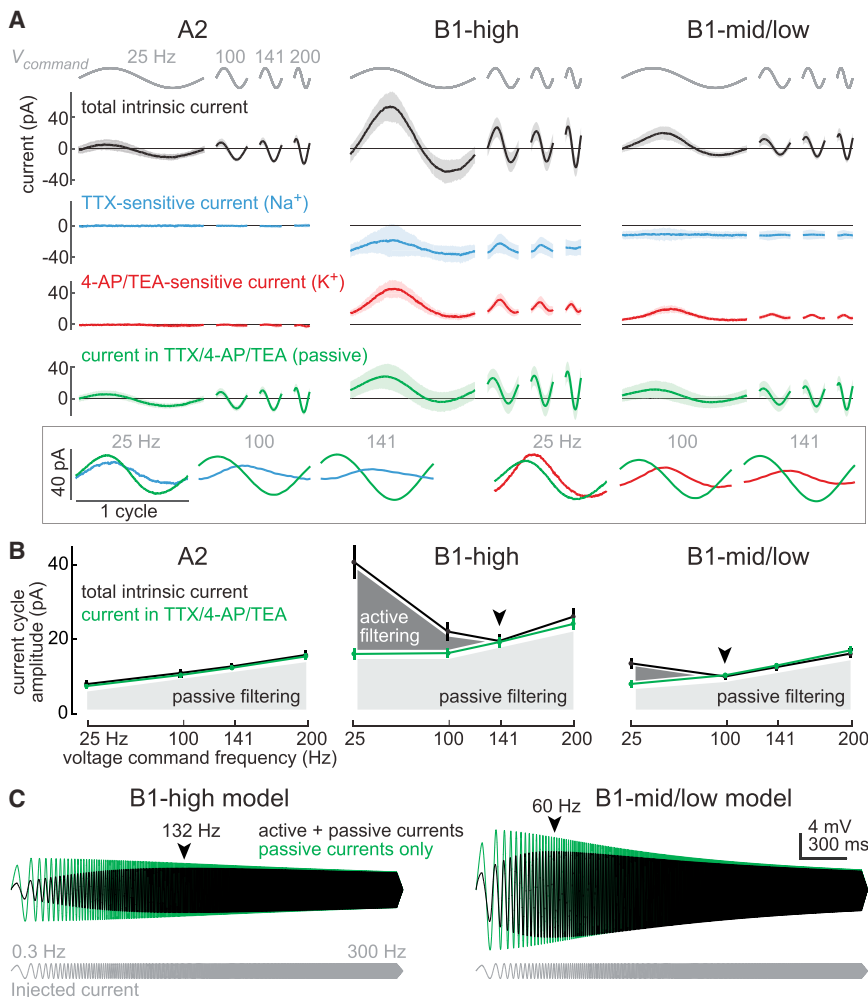 A
A2
B1-high
B1-mid/low
Vcommand
25 Hz 100 141 200
total intrinsic current
current (pA)
40
0
-40
TTX-sensitive current (Na+)
0
-40
4-AP/TEA-sensitive current (K+)
40
0
current in TTX/4-AP/TEA (passive)
40
0
25 Hz 100 141 25 Hz 100 141
40 pA
1 cycle
B
A2
B1-high
B1-mid/low
current cycle
amplitude (pA)
40
20
0
total intrinsic current
current in TTX/4-AP/TEA
passive filtering
active
filtering
passive filtering
passive filtering
25 Hz 100 141 200
25 100 141 200
25 100 141 200
voltage command frequency (Hz)
C
B1-high model
B1-mid/low model
132 Hz
active + passive currents
passive currents only
60 Hz
4 mV
300 ms
0.3 Hz 300 Hz
Injected current